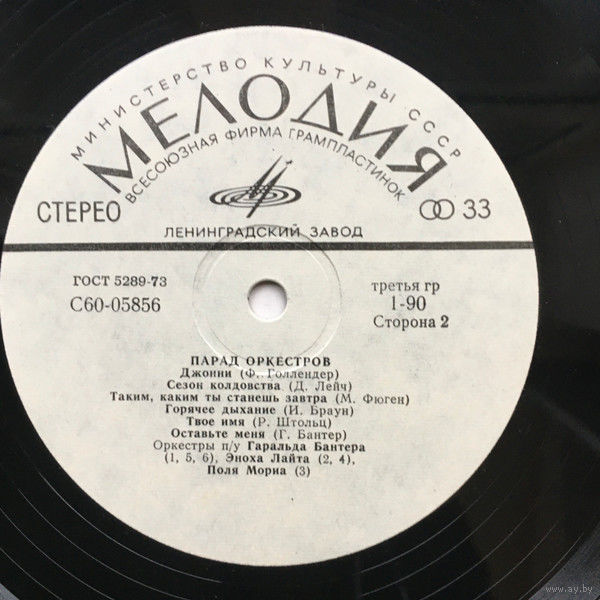 МИНИСТЕРСТВО КУЛЬТУРЫ СССР
МЕЛОДИЯ
ВСЕСОЮЗНАЯ ФИРМА ГРАМПЛАСТИНОК
СТЕРЕО
33
ЛЕНИНГРАДСКИЙ ЗАВОД
ГОСТ 5289-73
С60-05856
третья гр
1-90
Сторона 2
ПАРАД ОРКЕСТРОВ
Джонни (Ф. Голлендер)
Сезон колдовства (Д. Лейч)
Таким, каким ты станешь завтра (М. Фюген)
Горячее дыхание (И. Браун)
Твое имя (Р. Штольц)
Оставьте меня (Г. Бантер)
Оркестры п/у Гаральда Бантера
(1, 5, 6), Эноха Лайта (2, 4),
Поля Мориа (3)
www.ay.by